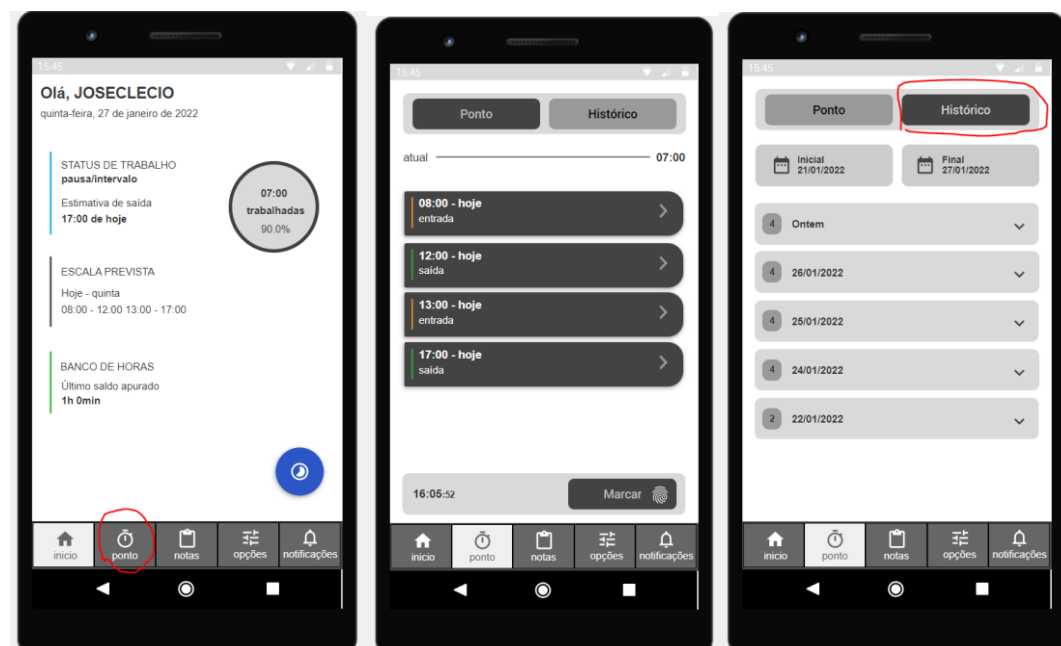 15:45
Olá, JOSECLECIO
quinta-feira, 27 de janeiro de 2022
STATUS DE TRABALHO
pausa/intervalo
Estimativa de saída
17:00 de hoje
07:00
trabalhadas
90.0%
ESCALA PREVISTA
Hoje - quinta
08:00 - 12:00 13:00 - 17:00
BANCO DE HORAS
Último saldo apurado
1h 0min
inicio ponto notas opções notificações
15:45
Ponto Histórico
atual 07:00
08:00 - hoje
entrada
12:00 - hoje
saida
13:00 - hoje
entrada
17:00 - hoje
saida
16:05:52 Marcar
inicio ponto notas opções notificações
15:45
Ponto Histórico
Inicial
21/01/2022
Final
27/01/2022
4 Ontem
4 26/01/2022
4 25/01/2022
4 24/01/2022
2 22/01/2022
inicio ponto notas opções notificações